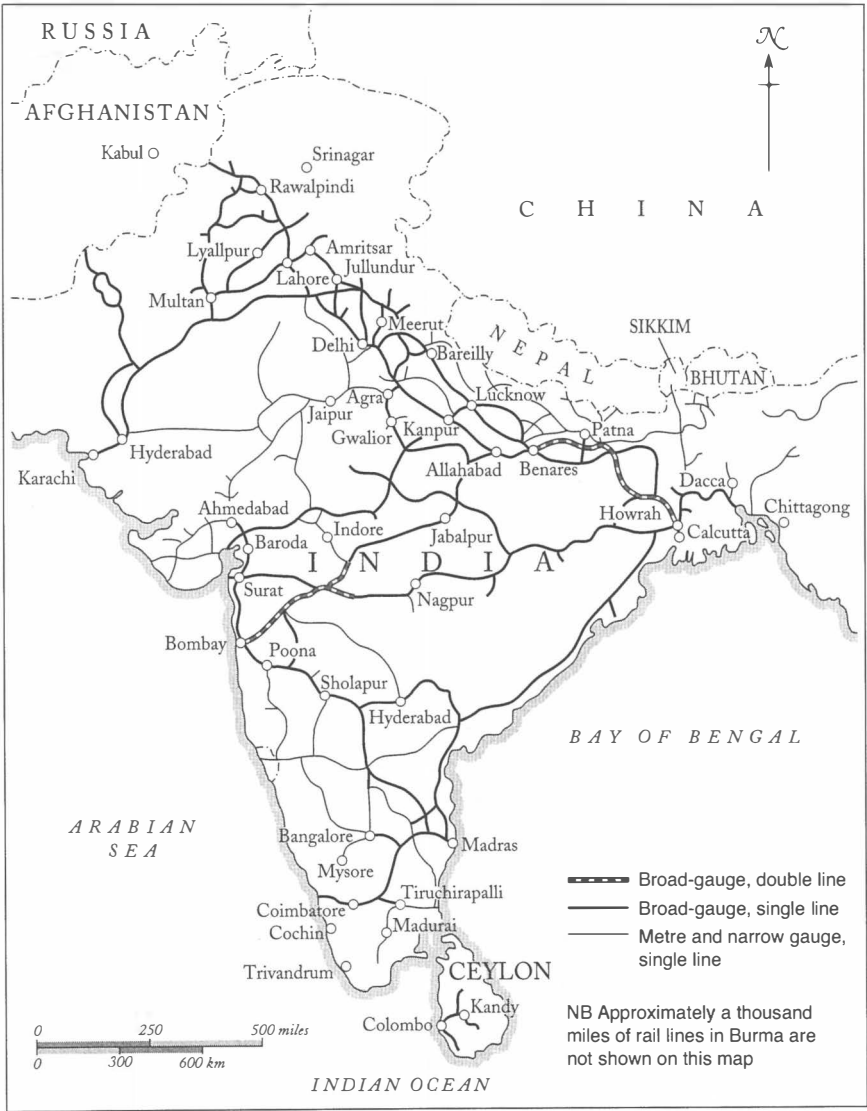 RUSSIA
N
AFGHANISTAN
Kabul
Srinagar
Rawalpindi
C H I N A
Lyallpur
Amritsar
Lahore
Jullundur
Multan
Meerut
Delhi
NEPAL
SIKKIM
Bareilly
BHUTAN
Agra
Lucknow
Jaipur
Kanpur
Patna
Gwalior
Hyderabad
Karachi
Allahabad
Benares
Dacca
Ahmedabad
Howrah
Chittagong
Indore
Jabalpur
Calcutta
Baroda
I N D I A
Surat
Nagpur
Bombay
Poona
Sholapur
Hyderabad
BAY OF BENGAL
ARABIAN
SEA
Bangalore
Madras
Mysore
Tiruchirapalli
Coimbatore
Cochin
Madurai
Trivandrum
CEYLON
Kandy
Colombo
Broad-gauge, double line
Broad-gauge, single line
Metre and narrow gauge,
single line
NB Approximately a thousand
miles of rail lines in Burma are
not shown on this map
0 250 500 miles
0 300 600 km
INDIAN OCEAN